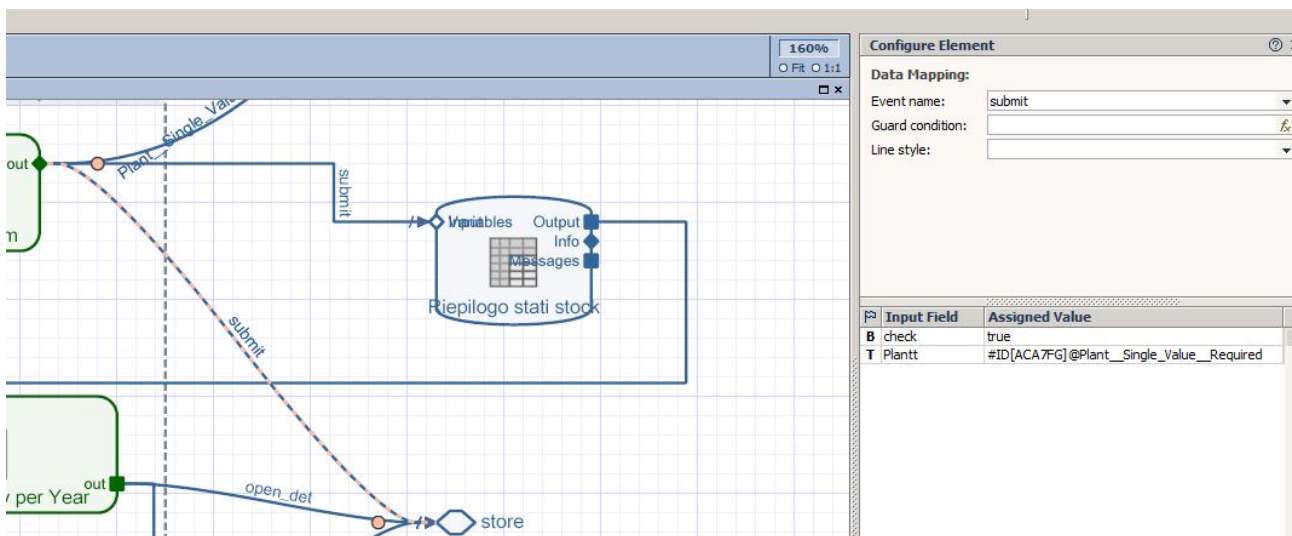 160%
Fit 1:1
Configure Element
Data Mapping:
Event name: submit
Guard condition:
Line style:
Input Field Assigned Value
B check true
T Plantt #ID[ACA7FG]@Plant__Single_Value__Required
out
m
submit
Variables
Output
Info
Messages
Riepilogo stati stock
submit
out
per Year
open_det
store